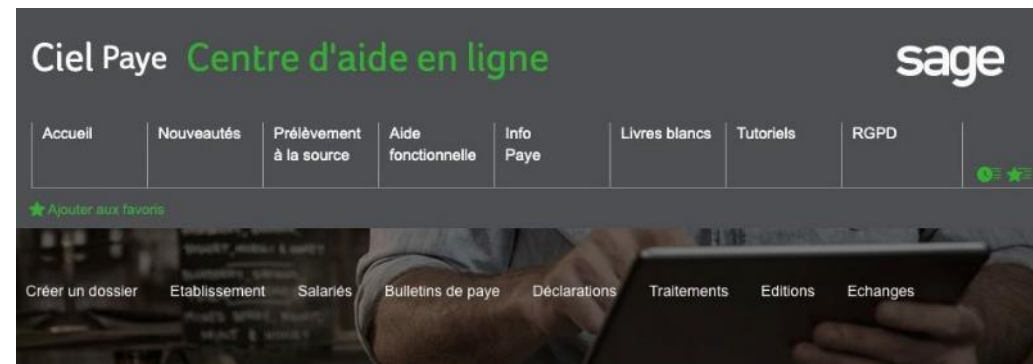 Ciel Paye Centre d'aide en ligne
sage
Accueil
Nouveautés
Prélèvement
à la source
Aide
fonctionnelle
Info
Paye
Livres blancs
Tutoriels
RGPD
Ajouter aux favoris
Créer un dossier
Etablissement
Salariés
Bulletins de paye
Déclarations
Traitements
Editions
Echanges